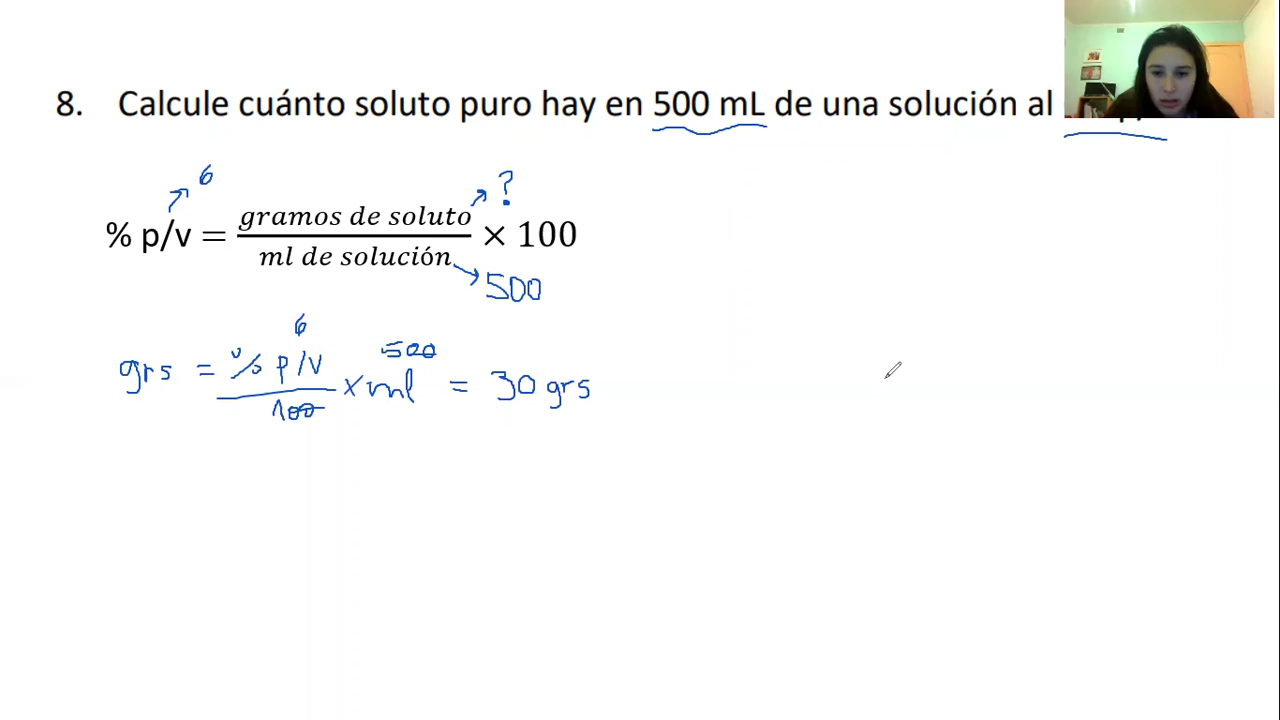 8. Calcule cuánto soluto puro hay en 500 mL de una solución al
6
?
% p/v = gramos de soluto / ml de solución × 100
500
6
500
grs = % p/v / 100 x ml = 30 grs